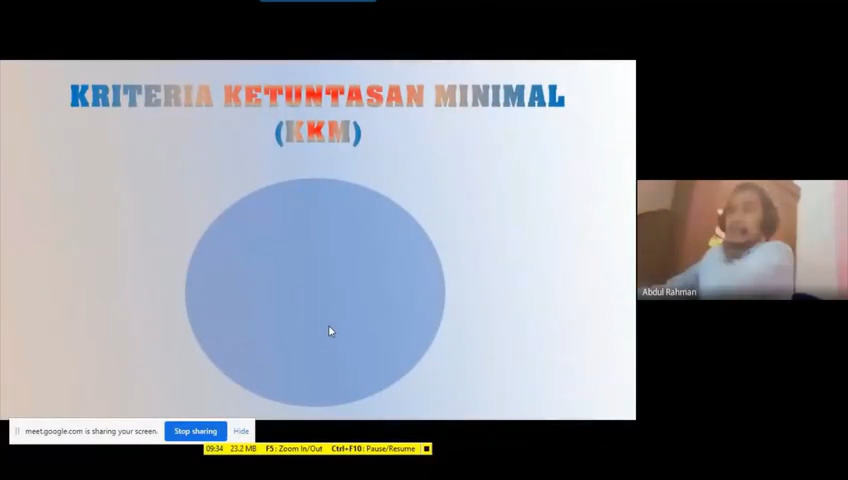 KRITERIA KETUNTASAN MINIMAL
(KKM)
Abdul Rahman
meet.google.com is sharing your screen.
Stop sharing
Hide
09:34 23.2 MB F5: Zoom In/Out Ctrl+F10: Pause/Resume